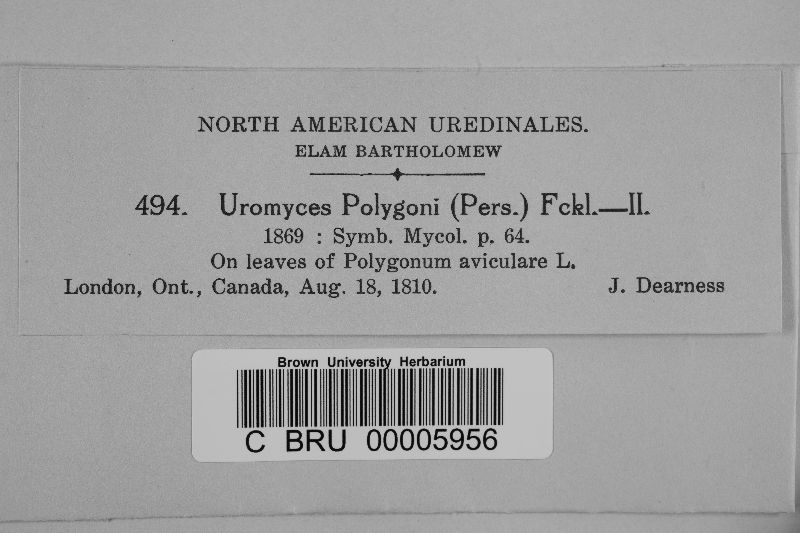 NORTH AMERICAN UREDINALES.
ELAM BARTHOLOMEW
494. Uromyces Polygoni (Pers.) Fckl.—II.
1869 : Symb. Mycol. p. 64.
On leaves of Polygonum aviculare L.
London, Ont., Canada, Aug. 18, 1810. J. Dearness
Brown University Herbarium
C BRU 00005956